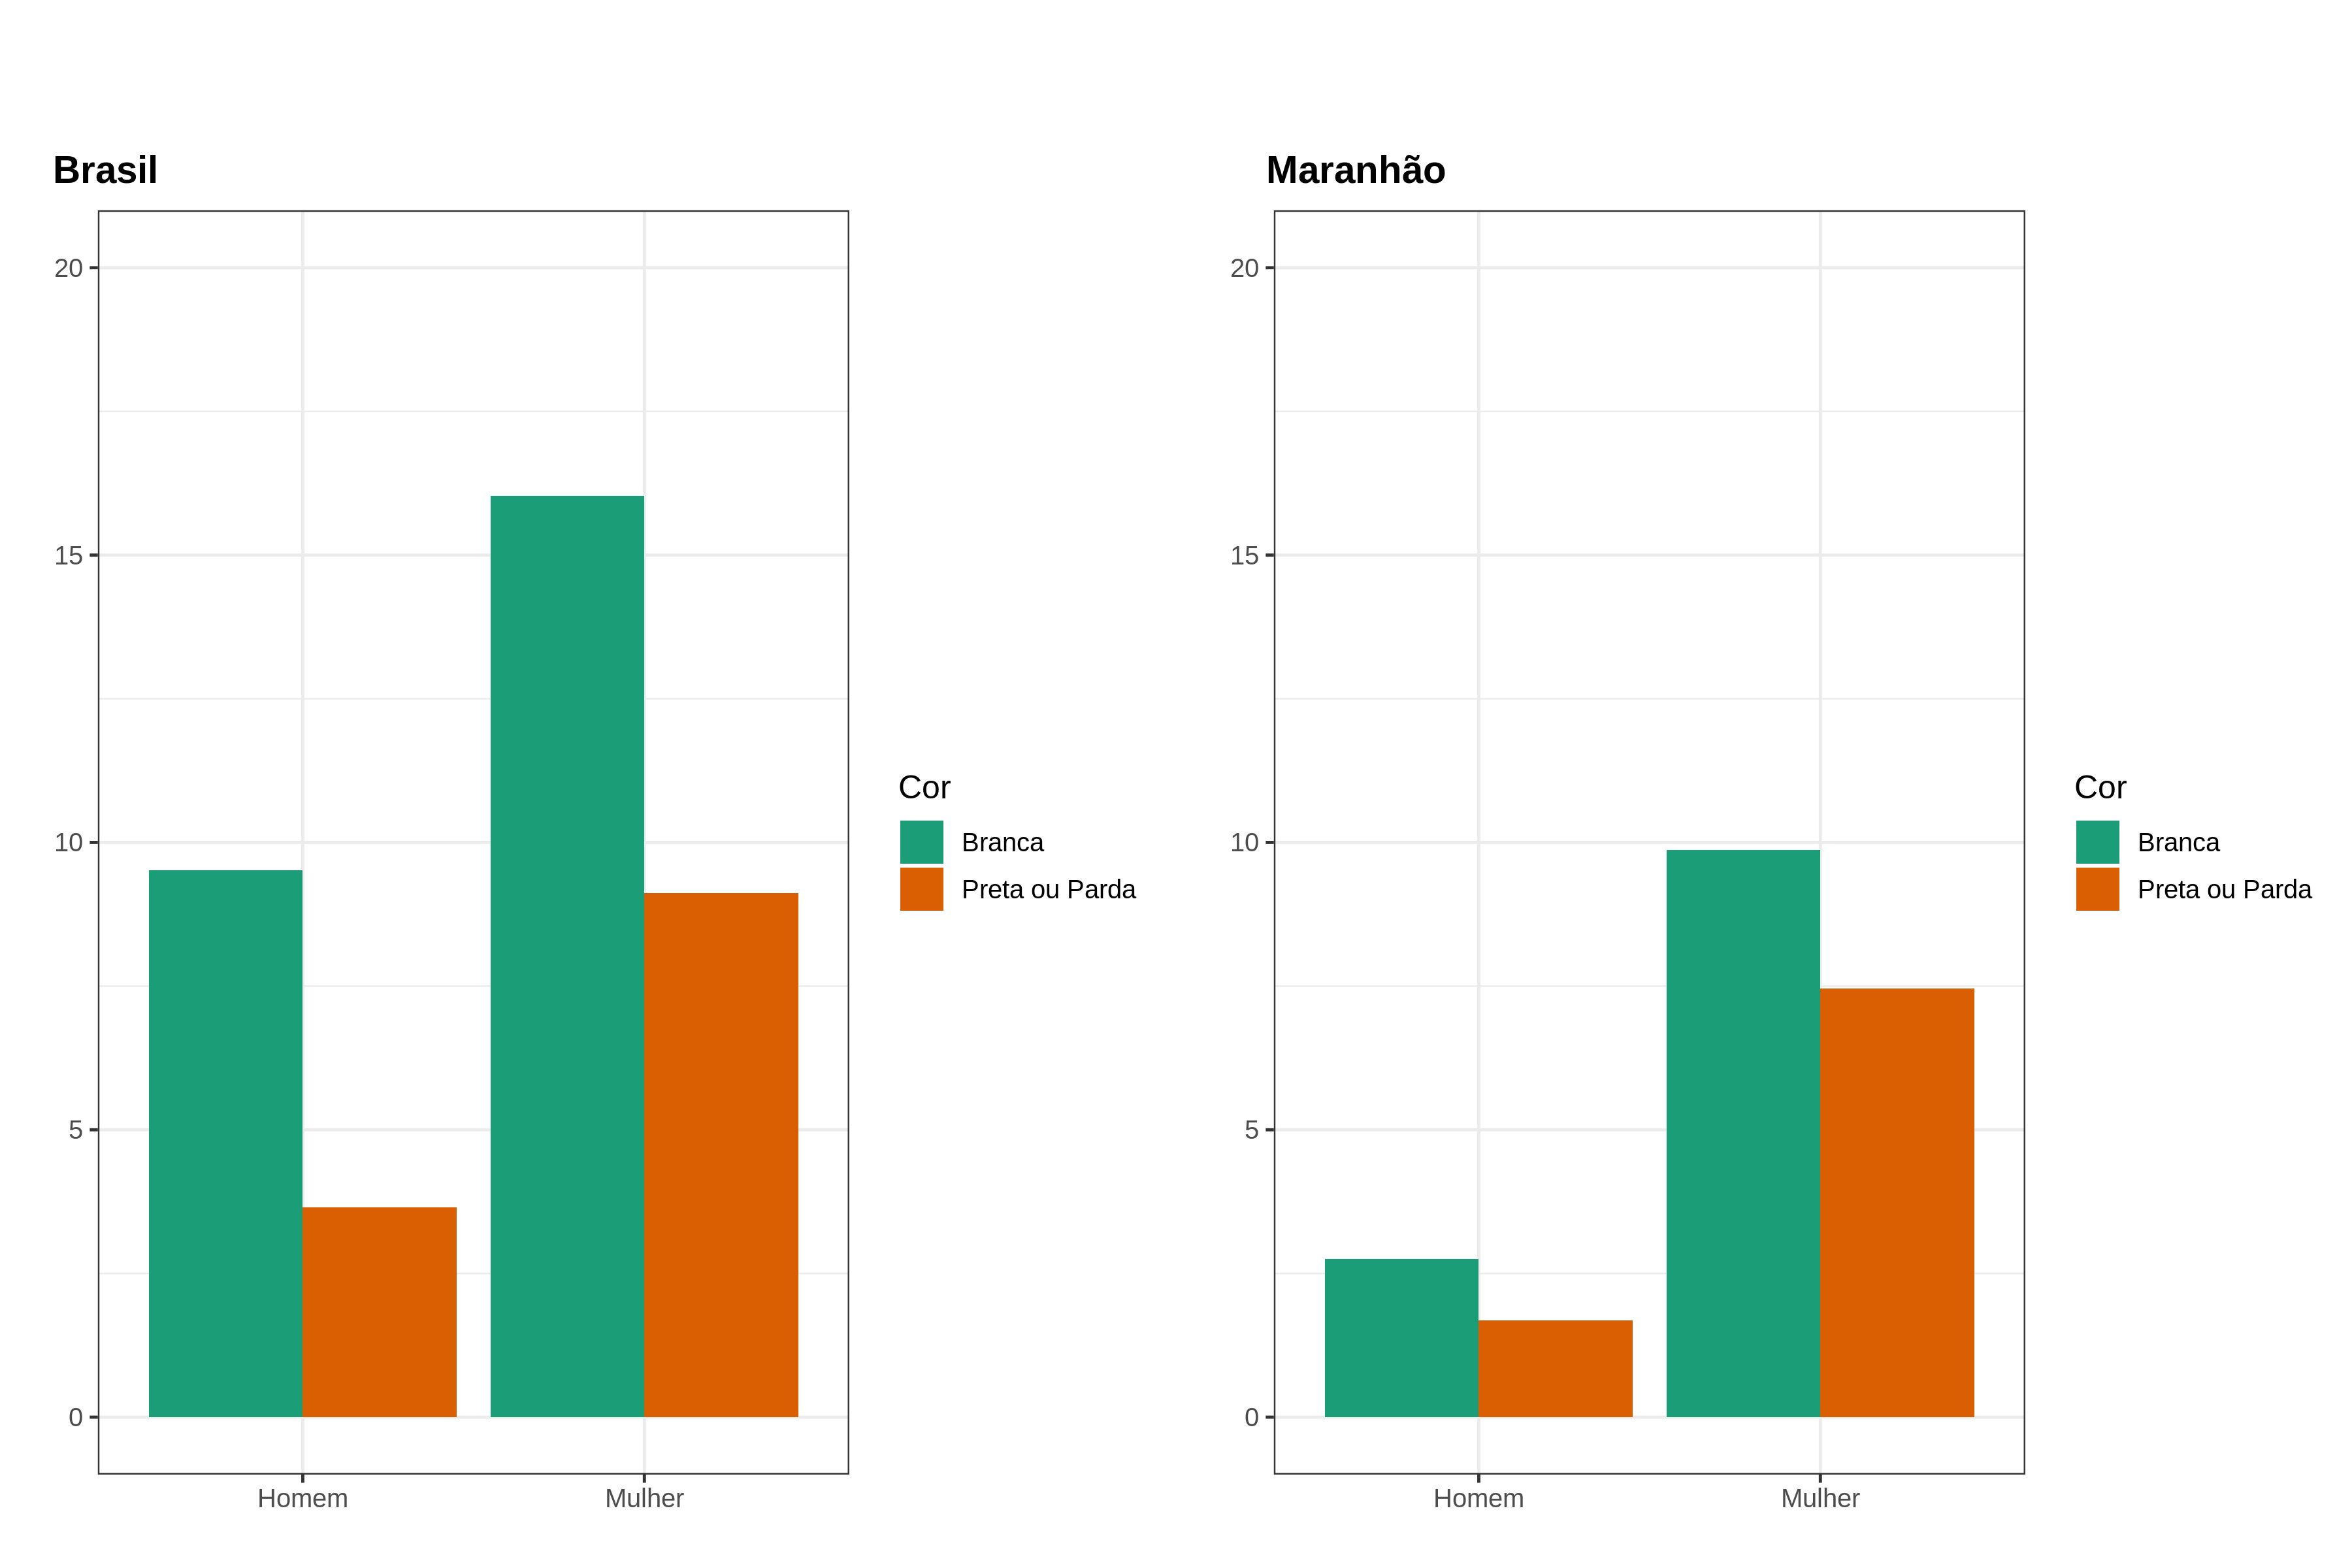 Brasil
20
15
10
5
0
Homem Mulher
Cor
Branca
Preta ou Parda
Maranhão
20
15
10
5
0
Homem Mulher
Cor
Branca
Preta ou Parda